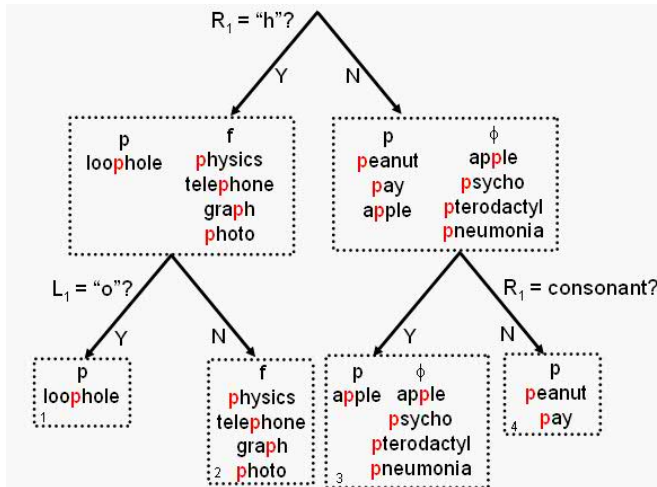 R1 = “h”?
Y
N
p
loophole
f
physics
telephone
graph
photo
p
peanut
pay
apple
ϕ
apple
psycho
pterodactyl
pneumonia
L1 = “o”?
Y
N
R1 = consonant?
Y
N
p
loophole
1
f
physics
telephone
graph
photo
2
p
apple
ϕ
apple
psycho
pterodactyl
pneumonia
3
p
peanut
pay
4